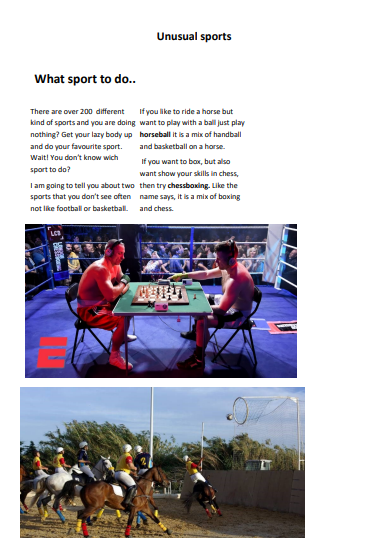 Unusual sports
What sport to do..
There are over 200 different
kind of sports and you are doing
nothing? Get your lazy body up
and do your favourite sport.
Wait! You don't know wich
sport to do?
I am going to tell you about two
sports that you don't see often
not like football or basketball.
If you like to ride a horse but
want to play with a ball just play
horseball it is a mix of handball
and basketball on a horse.
If you want to box, but also
want show your skills in chess,
then try chessboxing. Like the
name says, it is a mix of boxing
and chess.
E